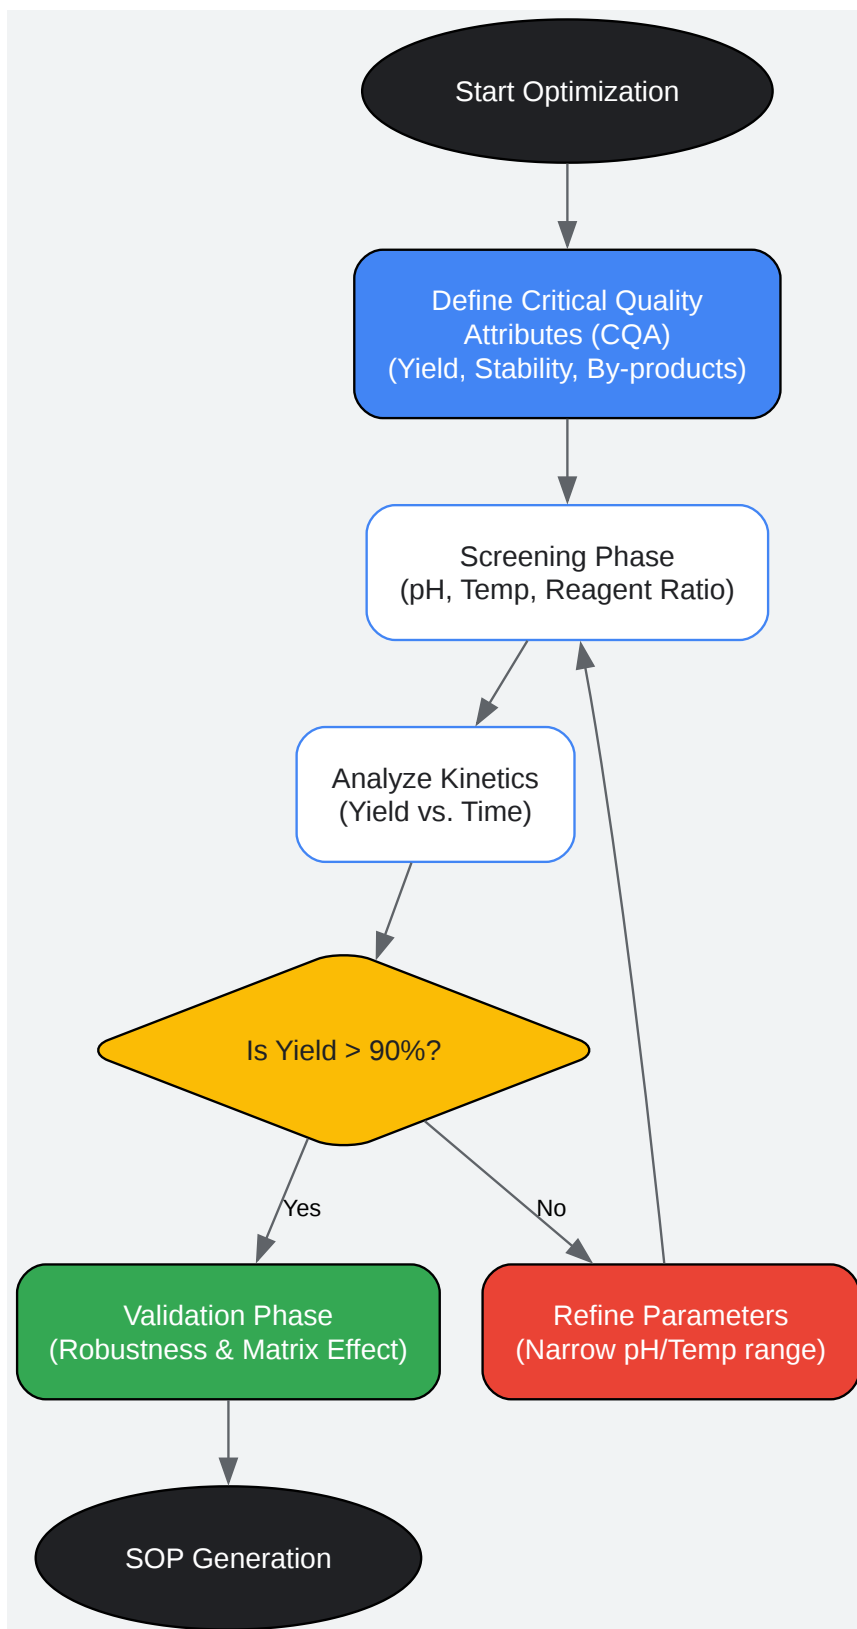 Start Optimization
Define Critical Quality
Attributes (CQA)
(Yield, Stability, By-products)
Screening Phase
(pH, Temp, Reagent Ratio)
Analyze Kinetics
(Yield vs. Time)
Is Yield > 90%?
Yes
No
Validation Phase
(Robustness & Matrix Effect)
Refine Parameters
(Narrow pH/Temp range)
SOP Generation